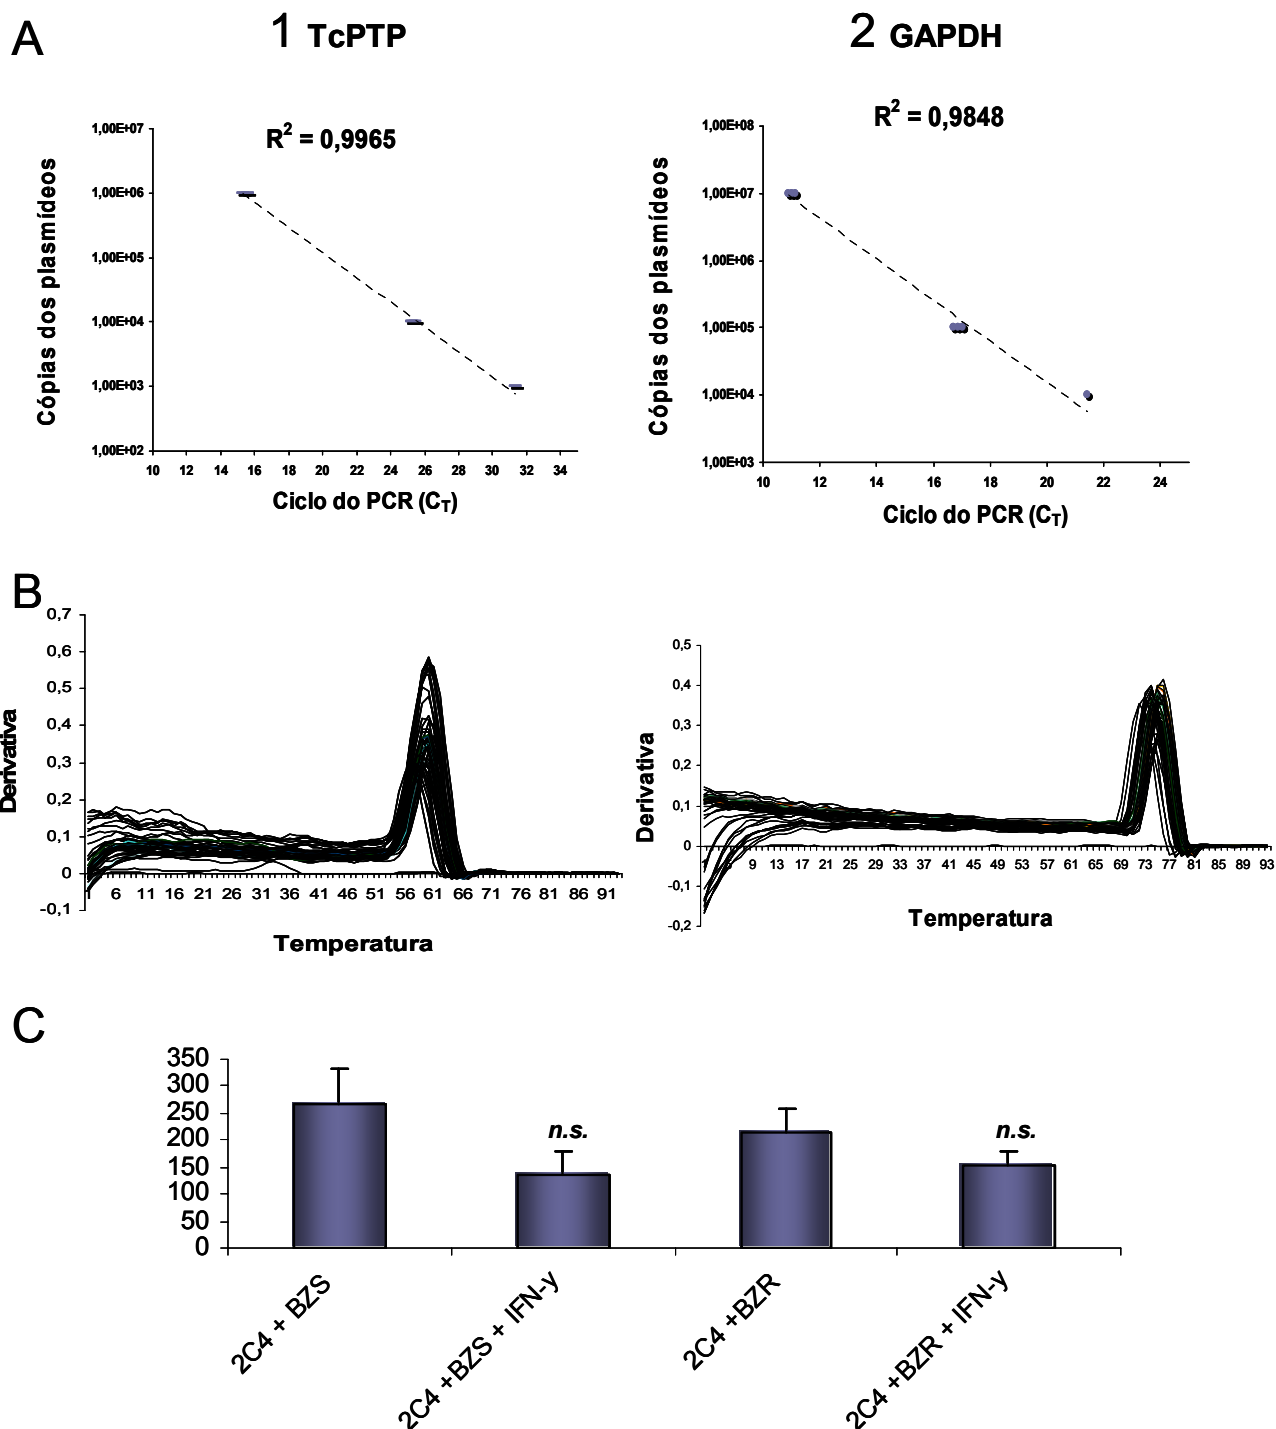 A
1 TcPTP
2 GAPDH
R² = 0,9965
1,00E+07
1,00E+06
1,00E+05
1,00E+04
1,00E+03
1,00E+02
Cópias dos plasmídeos
10 12 14 16 18 20 22 24 26 28 30 32 34
Ciclo do PCR (C_T)
R² = 0,9848
1,00E+08
1,00E+07
1,00E+06
1,00E+05
1,00E+04
1,00E+03
Cópias dos plasmídeos
10 12 14 16 18 20 22 24
Ciclo do PCR (C_T)
B
0,7
0,6
0,5
0,4
0,3
0,2
0,1
0
-0,1
Derivativa
6 11 16 21 26 31 36 41 46 51 56 61 66 71 76 81 86 91
Temperatura
0,5
0,4
0,3
0,2
0,1
0
-0,1
-0,2
Derivativa
9 13 17 21 25 29 33 37 41 45 49 53 57 61 65 69 73 77 81 85 89 93
Temperatura
C
350
300
250
200
150
100
50
0
n.s.
n.s.
2C4 + BZS
2C4 +BZS + IFN-y
2C4 +BZR
2C4 +BZR + IFN-y